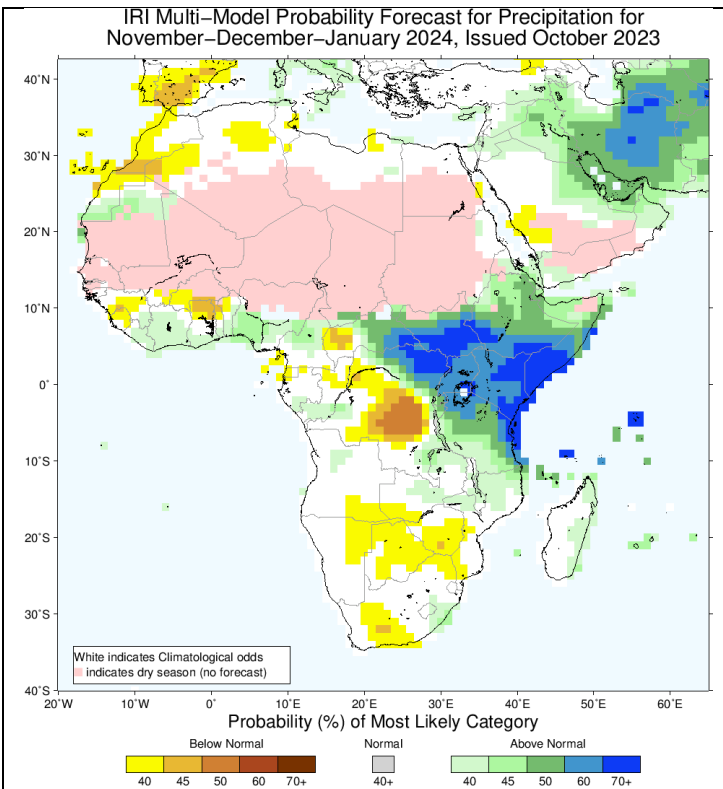 IRI Multi-Model Probability Forecast for Precipitation for
November-December-January 2024, Issued October 2023
40˚N
30˚N
20˚N
10˚N
0˚
10˚S
20˚S
30˚S
40˚S
White indicates Climatological odds
indicates dry season (no forecast)
20˚W 10˚W 0˚ 10˚E 20˚E 30˚E 40˚E 50˚E 60˚E
Probability (%) of Most Likely Category
Below Normal Normal Above Normal
40 45 50 60 70+ 40+ 40 45 50 60 70+